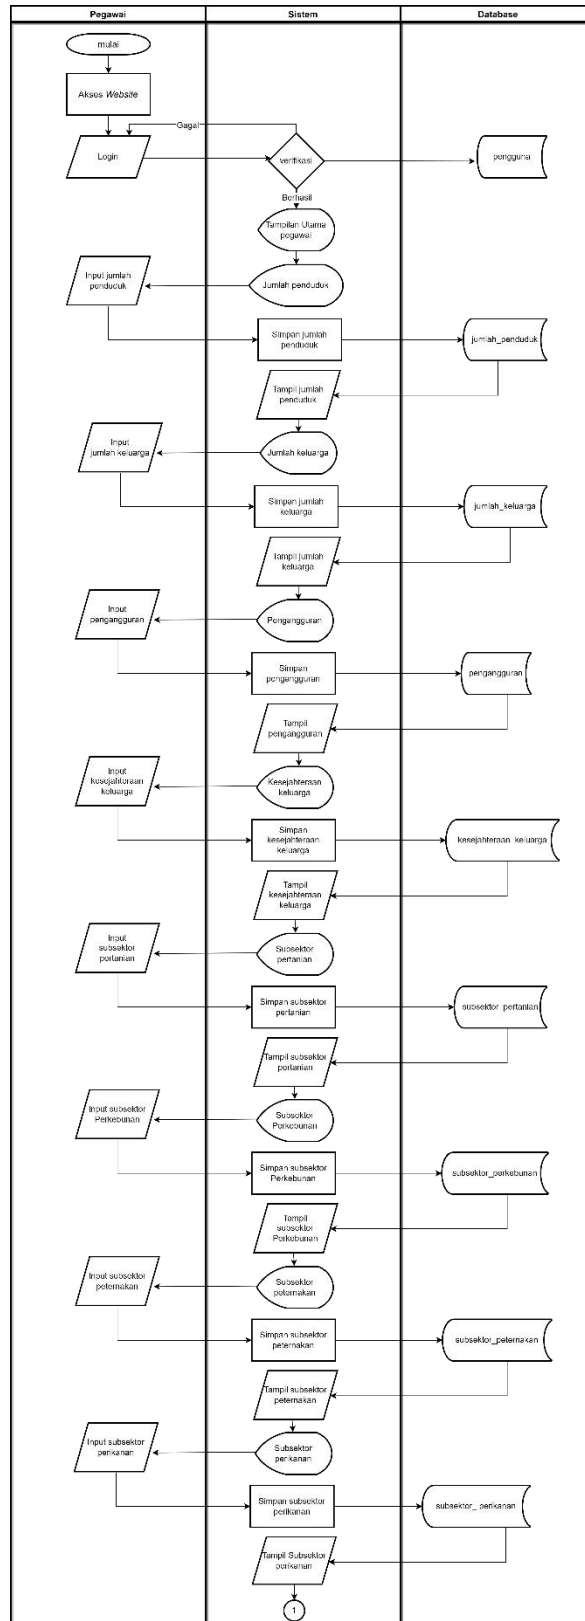 Pegawai
Sistem
Database
mulai
Akses Website
Gagal
Login
verifikasi
pengguna
Berhasil
Tampilan Utama
pegawai
Input jumlah
penduduk
Jumlah penduduk
Simpan jumlah
penduduk
jumlah_penduduk
Tampil jumlah
penduduk
Input
jumlah keluarga
Jumlah keluarga
Simpan jumlah
keluarga
jumlah_keluarga
Tampil jumlah
keluarga
Input
pengangguran
Pengangguran
Simpan
pengangguran
pengangguran
Tampil
pengangguran
Input
kesejahteraan
keluarga
Kesejahteraan
keluarga
Simpan
kesejahteraan
keluarga
kesejahteraan_keluarga
Tampil
kesejahteraan
keluarga
Input
subsektor
pertanian
Subsektor
pertanian
Simpan subsektor
pertanian
subsektor_pertanian
Tampil subsektor
pertanian
Input subsektor
Perkebunan
Subsektor
Perkebunan
Simpan subsektor
Perkebunan
subsektor_perkebunan
Tampil
subsektor
Perkebunan
Input subsektor
peternakan
Subsektor
peternakan
Simpan subsektor
peternakan
subsektor_peternakan
Tampil subsektor
peternakan
Input subsektor
perikanan
Subsektor
perikanan
Simpan subsektor
perikanan
subsektor_ perikanan
Tampil Subsektor
perikanan
1